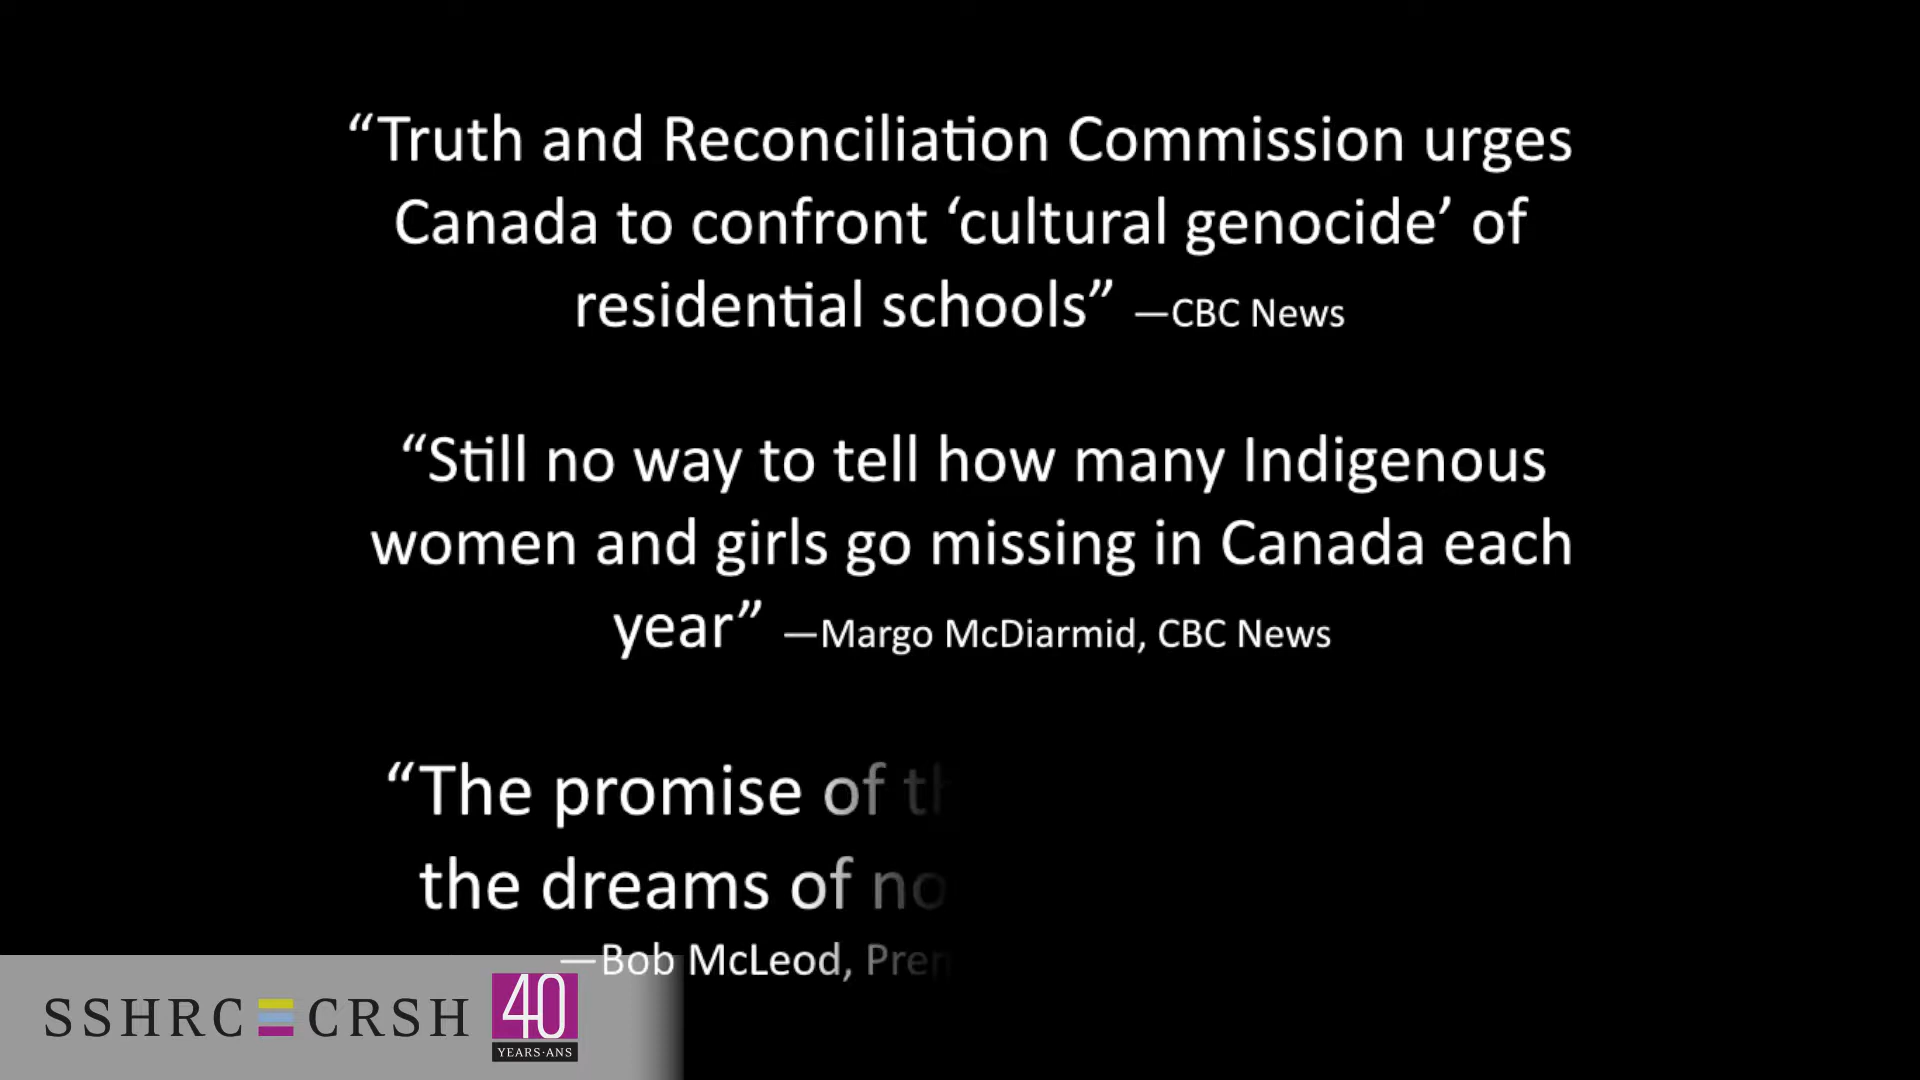 “Truth and Reconciliation Commission urges
Canada to confront ‘cultural genocide’ of
residential schools” —CBC News
“Still no way to tell how many Indigenous
women and girls go missing in Canada each
year” —Margo McDiarmid, CBC News
“The promise of
the dreams of
—Bob McLeod,
SSHRC CRSH 40
YEARS·ANS